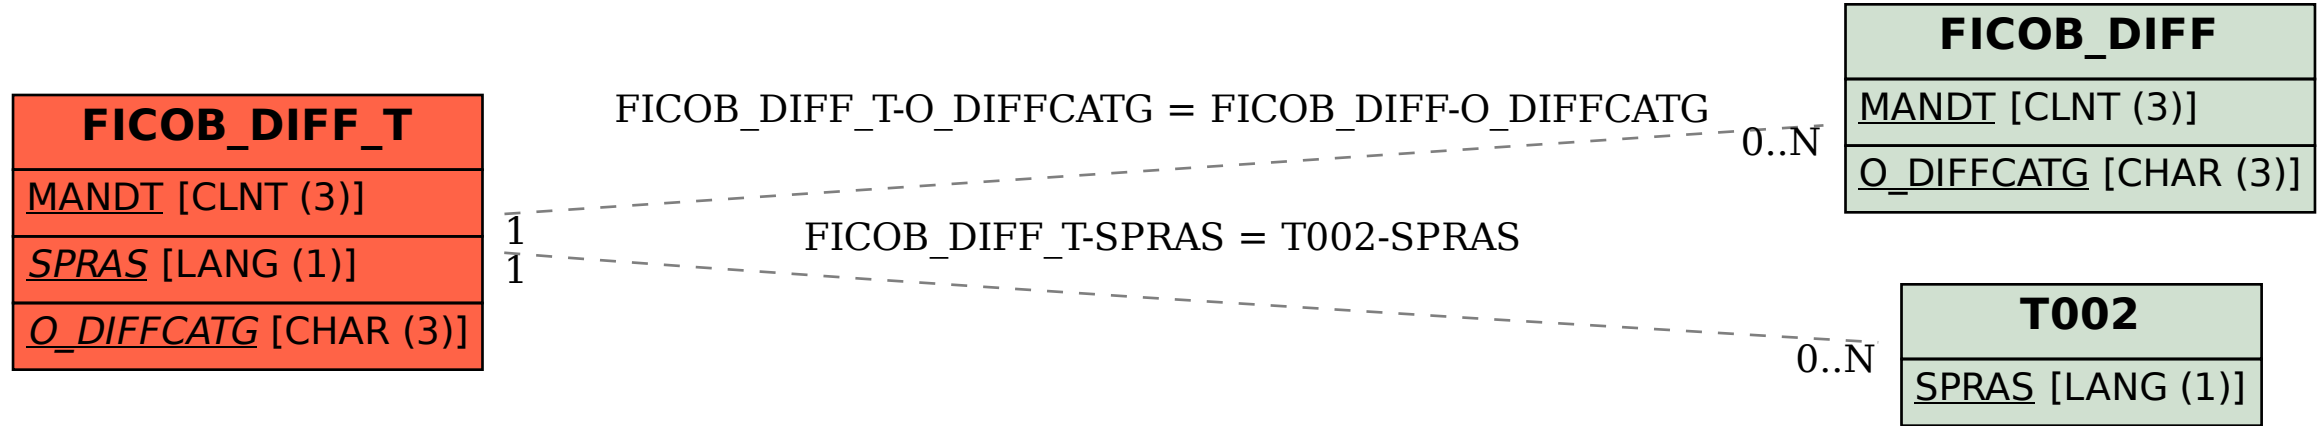 FICOB_DIFF_T
MANDT [CLNT (3)]
SPRAS [LANG (1)]
O_DIFFCATG [CHAR (3)]
FICOB_DIFF_T-O_DIFFCATG = FICOB_DIFF-O_DIFFCATG
1
0..N
FICOB_DIFF_T-SPRAS = T002-SPRAS
1
0..N
FICOB_DIFF
MANDT [CLNT (3)]
O_DIFFCATG [CHAR (3)]
T002
SPRAS [LANG (1)]